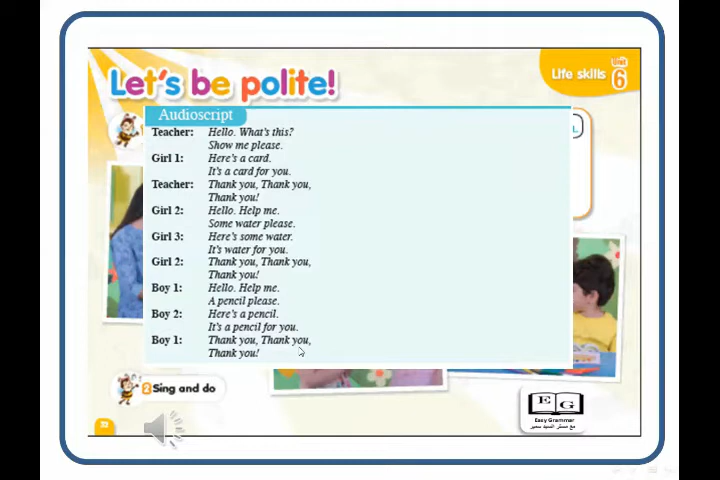 Let's be polite!
Life skills
Unit
6
Audioscript
Teacher: Hello. What's this?
Show me please.
Girl 1: Here's a card.
It's a card for you.
Teacher: Thank you, Thank you,
Thank you!
Girl 2: Hello. Help me.
Some water please.
Girl 3: Here's some water.
It's water for you.
Girl 2: Thank you, Thank you,
Thank you!
Boy 1: Hello. Help me.
A pencil please.
Boy 2: Here's a pencil.
It's a pencil for you.
Boy 1: Thank you, Thank you,
Thank you!
2 Sing and do
E G
Easy Grammar
مع مستر السيد سمير